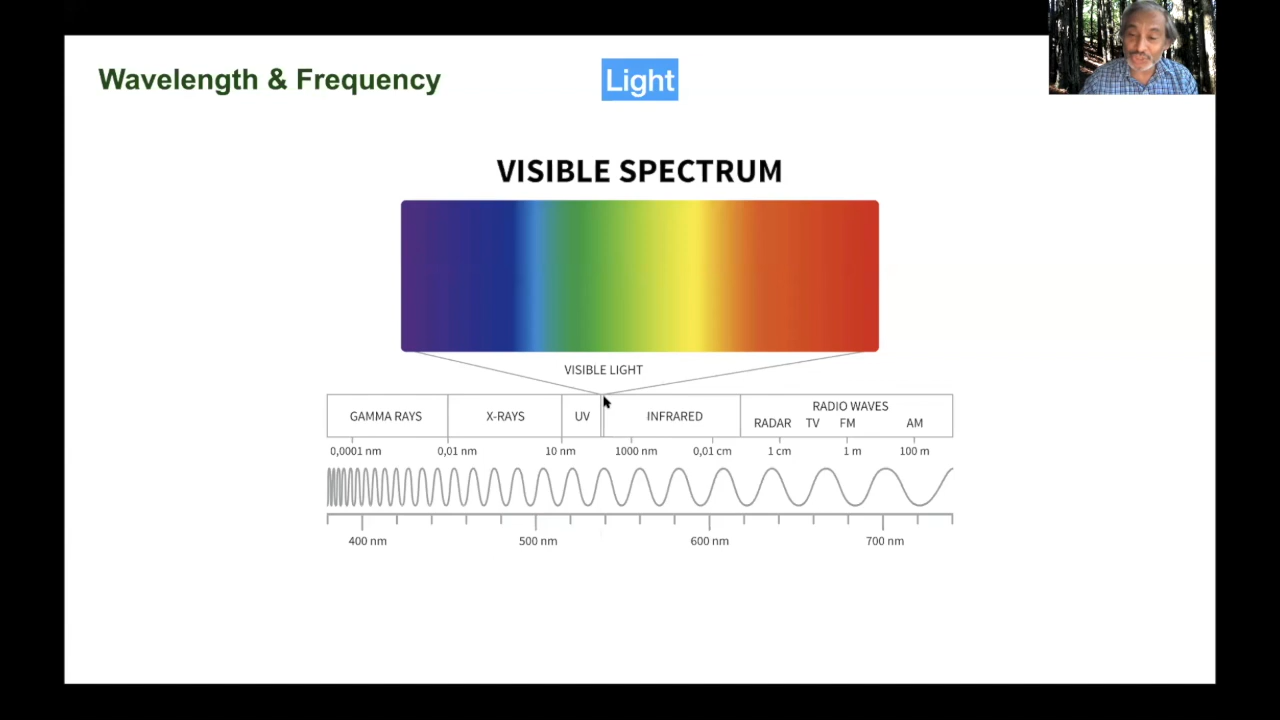 Wavelength & Frequency
Light
VISIBLE SPECTRUM
VISIBLE LIGHT
GAMMA RAYS X-RAYS UV INFRARED RADIO WAVES
RADAR TV FM AM
0,0001 nm 0,01 nm 10 nm 1000 nm 0,01 cm 1 cm 1 m 100 m
400 nm 500 nm 600 nm 700 nm